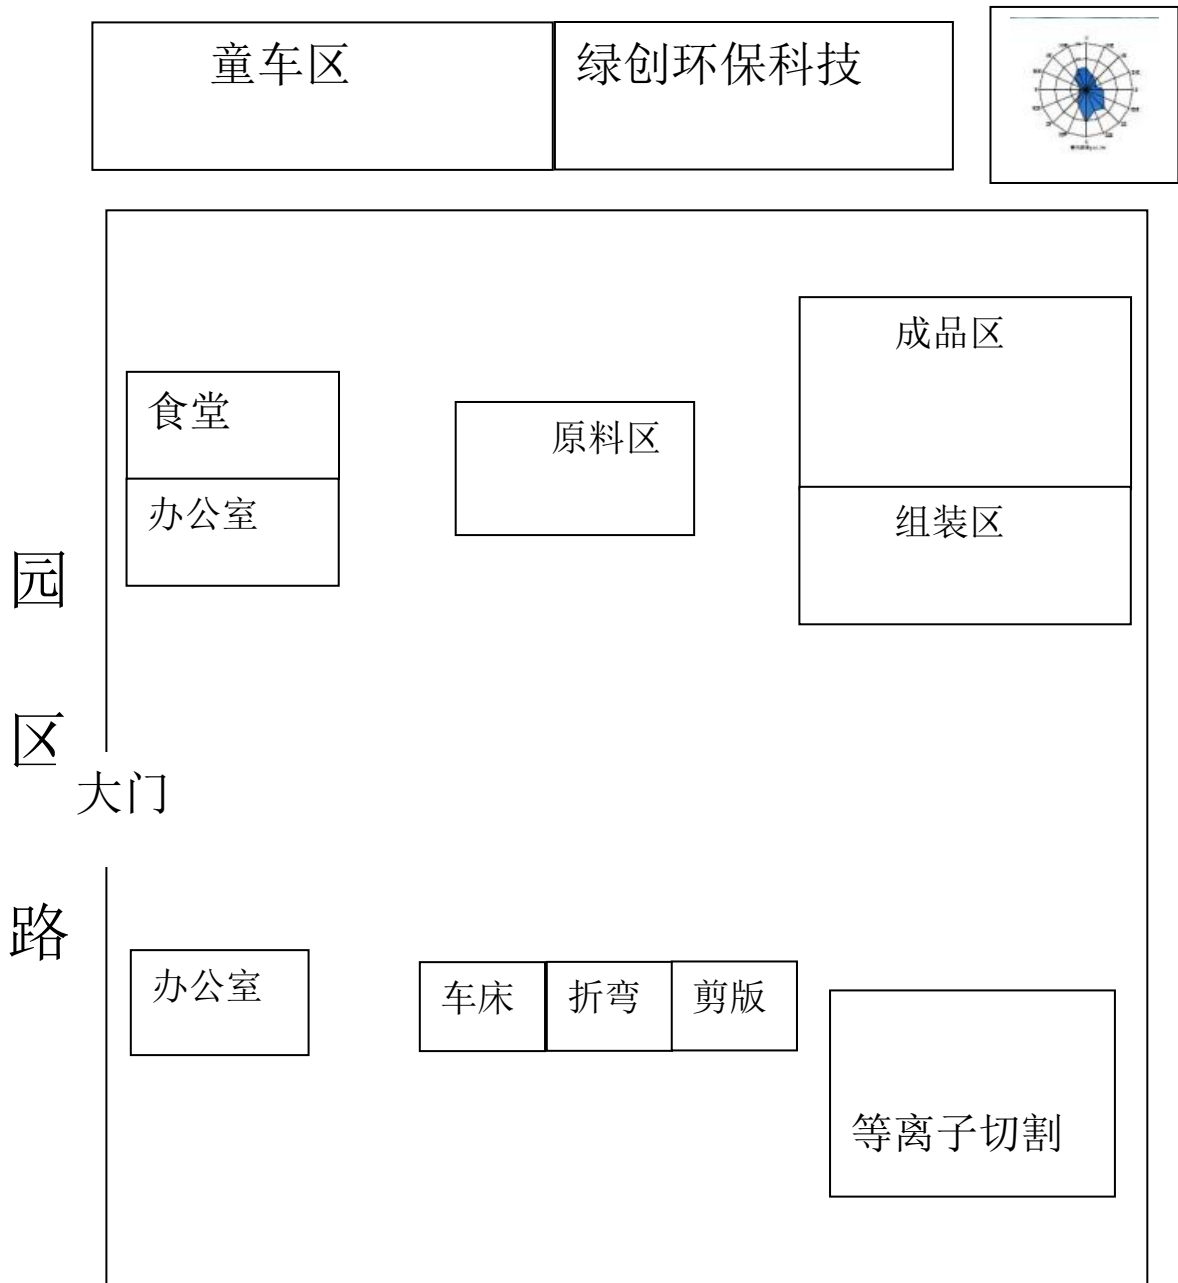 童车区
绿创环保科技
成品区
食堂
原料区
办公室
组装区
园
区
路
大门
办公室
车床
折弯
剪版
等离子切割